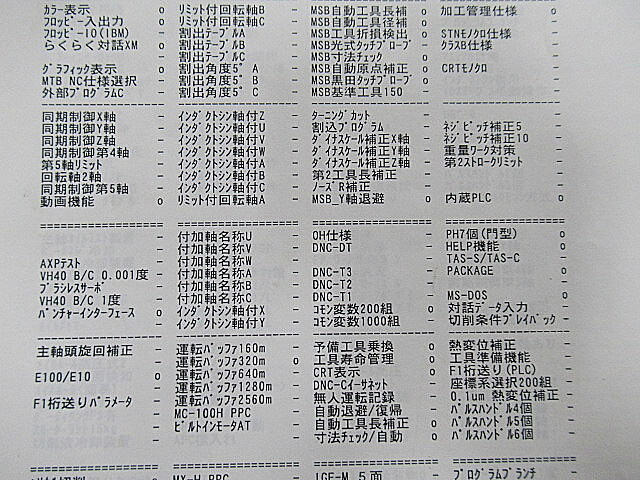 カラー表示 o リミット付回転軸B - MSB自動工具長補 o 加工管理仕様 o
フロッピー入出力 o リミット付回転軸C - MSB自動工具径補 o
フロッピーIO(IBM) - 割出テーブルA - MSB工具折損検出 o STNモノクロ仕様 -
らくらく対話XM o 割出テーブルB - MSB光式タッチプローブ - クラスB仕様 -
割出テーブルC - MSB寸法チェック o
グラフィック表示 o 割出角度5°A - MSB自動原点補正 o CRTモノクロ -
MTB NC仕様選択 - 割出角度5°B - MSB黒田タッチプローブ o
外部プログラムC - 割出角度5°C - MSB基準工具150 -
同期制御X軸 - インダクトシン軸付Z - ターニングカット -
同期制御Y軸 - インダクトシン軸付U - 割込プログラム - ネジピッチ補正5 -
同期制御Z軸 - インダクトシン軸付V - ダイナスケール補正X軸 - ネジピッチ補正10 -
同期制御第4軸 - インダクトシン軸付W - ダイナスケール補正Y軸 - 重量ワーク対策 -
第5軸リミット - インダクトシン軸付A - ダイナスケール補正Z軸 - 第2ストロークリミット -
回転軸2軸 - インダクトシン軸付B - 第2工具長補正 -
同期制御第5軸 - インダクトシン軸付C - ノーズR補正 -
動画機能 o リミット付回転軸A - MSB_Y軸退避 o 内蔵PLC o
- 付加軸名称U - OH仕様 - PH7個(門型) o
- 付加軸名称V - DNC-DT - HELP機能 o
AXPテスト - 付加軸名称W - TAS-S/TAS-C -
VH40 B/C 0.001度 - 付加軸名称A - DNC-T3 - PACKAGE o
ブラシレスサーボ - 付加軸名称B - DNC-T2 -
VH40 B/C 1度 - 付加軸名称C - DNC-T1 - MS-DOS o
パンチャーインターフェース o インダクトシン軸付X - コモン変数200組 o 対話データ入力 -
インダクトシン軸付Y - コモン変数1000組 - 切削条件プレイバック -
主軸頭旋回補正 - 運転バッファ160m - 予備工具乗換 o 熱変位補正 -
運転バッファ320m o 工具寿命管理 o 工具準備機能 -
E100/E10 o 運転バッファ640m - CRT表示 o F1桁送り(PLC) -
運転バッファ1280m - DNC-Cイーサネット - 座標系選択200組 -
F1桁送りパラメータ - 運転バッファ2560m - 無人運転記録 - 0.1um 熱変位補正 -
MC-100H PPC - 自動退避/復帰 - パルスハンドル4個 -
ビルトインモータAT - 自動工具長補正 o パルスハンドル5個 -
寸法チェック/自動 o パルスハンドル6個 -
MX-H PPC LGF-M 5面 プログラムブランチ